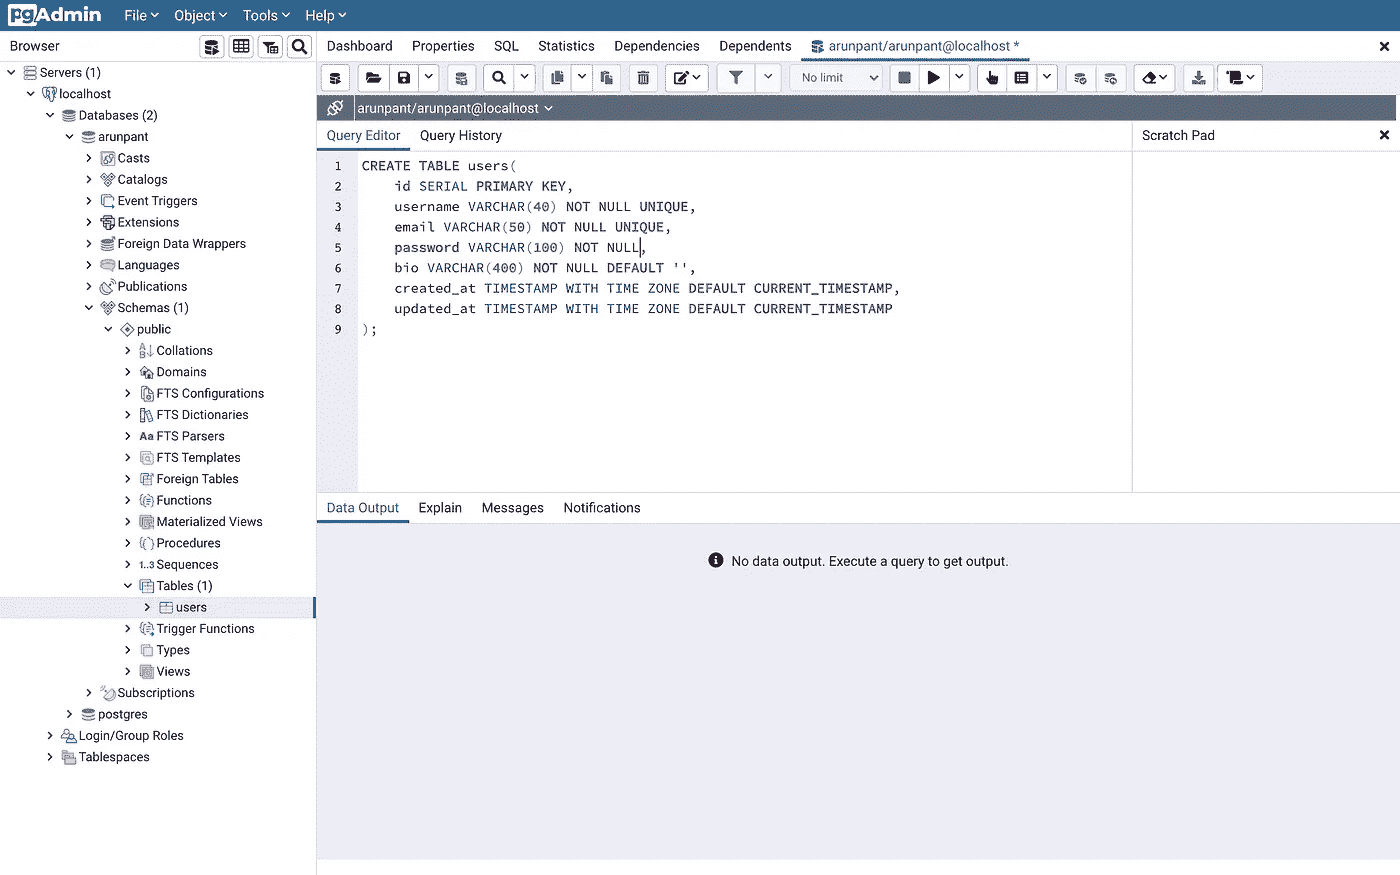 pgAdmin File Object Tools Help
Browser
Dashboard Properties SQL Statistics Dependencies Dependents arunpant/arunpant@localhost *
No limit
arunpant/arunpant@localhost
Query Editor Query History
Scratch Pad
Servers (1)
localhost
Databases (2)
arunpant
Casts
Catalogs
Event Triggers
Extensions
Foreign Data Wrappers
Languages
Publications
Schemas (1)
public
Collations
Domains
FTS Configurations
FTS Dictionaries
Aa FTS Parsers
FTS Templates
Foreign Tables
Functions
Materialized Views
Procedures
1..3 Sequences
Tables (1)
users
Trigger Functions
Types
Views
Subscriptions
postgres
Login/Group Roles
Tablespaces
1 CREATE TABLE users(
2 id SERIAL PRIMARY KEY,
3 username VARCHAR(40) NOT NULL UNIQUE,
4 email VARCHAR(50) NOT NULL UNIQUE,
5 password VARCHAR(100) NOT NULL,
6 bio VARCHAR(400) NOT NULL DEFAULT '',
7 created_at TIMESTAMP WITH TIME ZONE DEFAULT CURRENT_TIMESTAMP,
8 updated_at TIMESTAMP WITH TIME ZONE DEFAULT CURRENT_TIMESTAMP
9 );
Data Output Explain Messages Notifications
No data output. Execute a query to get output.